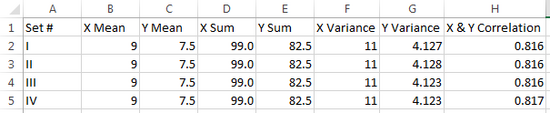 A B C D E F G H
1 Set # X Mean Y Mean X Sum Y Sum X Variance Y Variance X & Y Correlation
2 I 9 7.5 99.0 82.5 11 4.127 0.816
3 II 9 7.5 99.0 82.5 11 4.128 0.816
4 III 9 7.5 99.0 82.5 11 4.123 0.816
5 IV 9 7.5 99.0 82.5 11 4.123 0.817